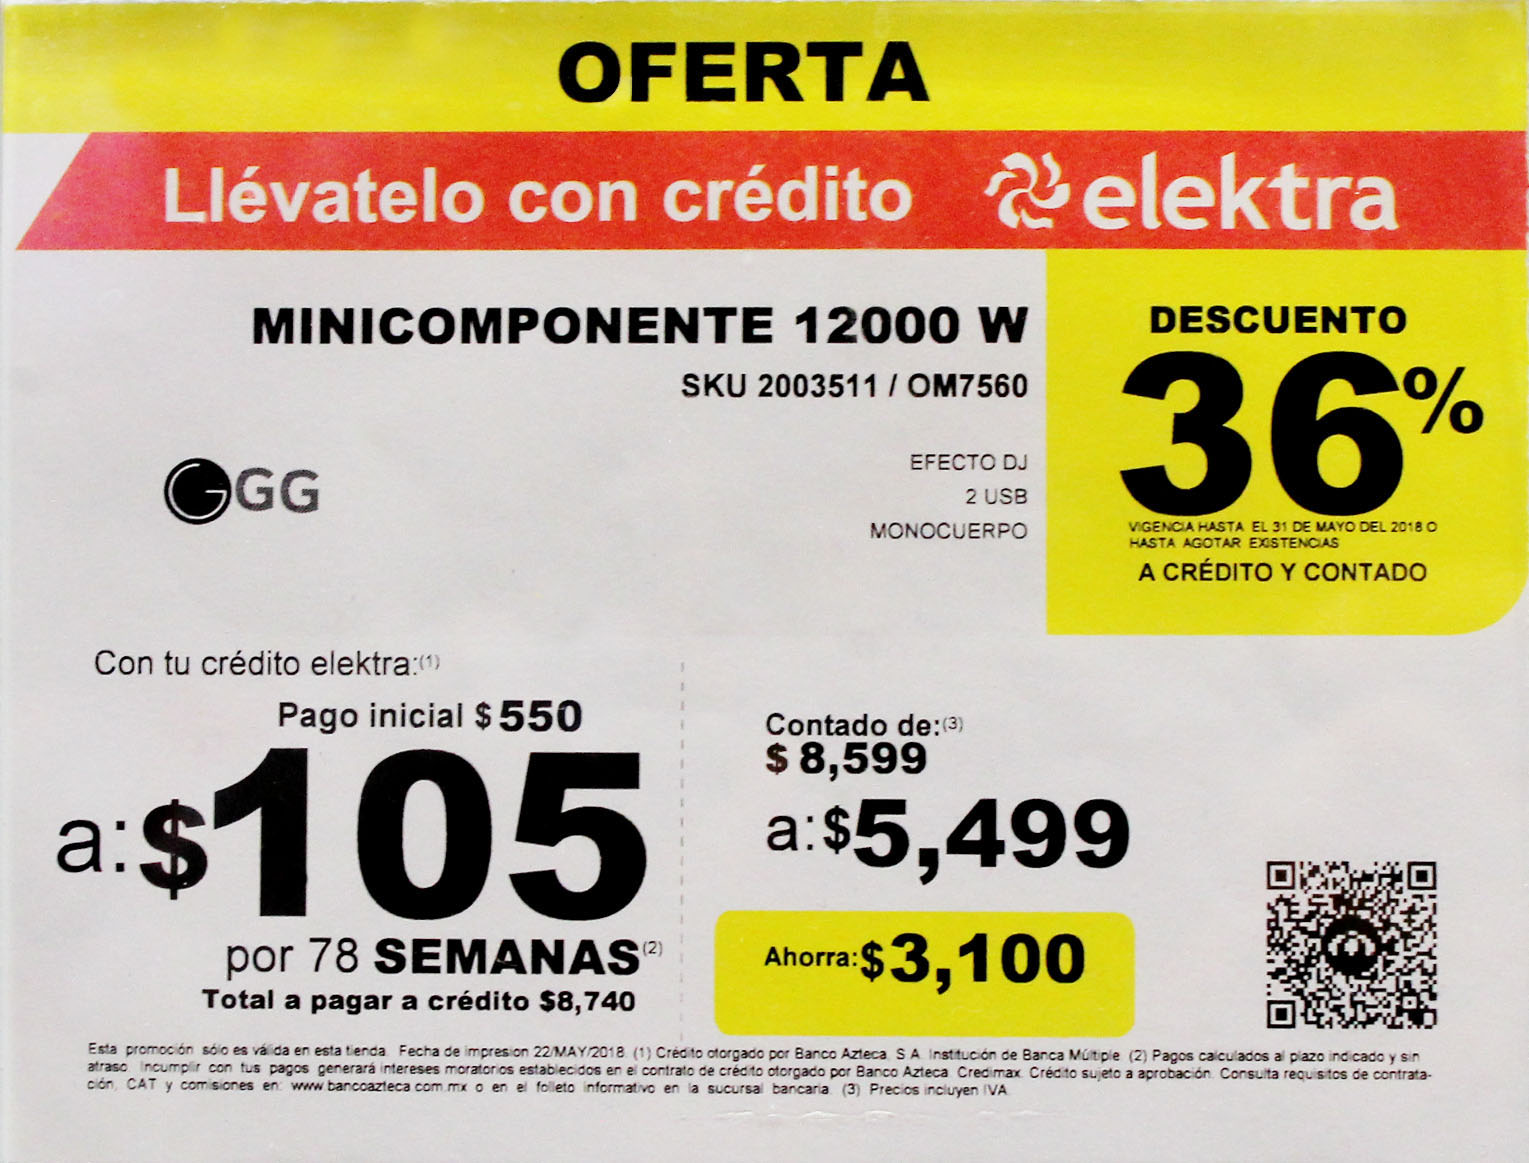 OFERTA
Llévatelo con crédito elektra
MINICOMPONENTE 12000 W
SKU 2003511 / OM7560
GGG
EFECTO DJ
2 USB
MONOCUERPO
DESCUENTO
36%
VIGENCIA HASTA EL 31 DE MAYO DEL 2018 O
HASTA AGOTAR EXISTENCIAS
A CRÉDITO Y CONTADO
Con tu crédito elektra:(1)
Pago inicial $ 550
a: $105
por 78 SEMANAS(2)
Total a pagar a crédito $8,740
Contado de:(3)
$ 8,599
a: $5,499
Ahorra: $3,100
Esta promoción sólo es válida en esta tienda. Fecha de impresion 22/MAY/2018. (1) Crédito otorgado por Banco Azteca, S.A. Institución de Banca Múltiple. (2) Pagos calculados al plazo indicado y sin
atraso. Incumplir con tus pagos generará intereses moratorios establecidos en el contrato de crédito otorgado por Banco Azteca. Credimax. Crédito sujeto a aprobación. Consulta requisitos de contrata-
ción, CAT y comisiones en: www.bancoazteca.com.mx o en el folleto informativo en la sucursal bancaria. (3) Precios incluyen IVA.